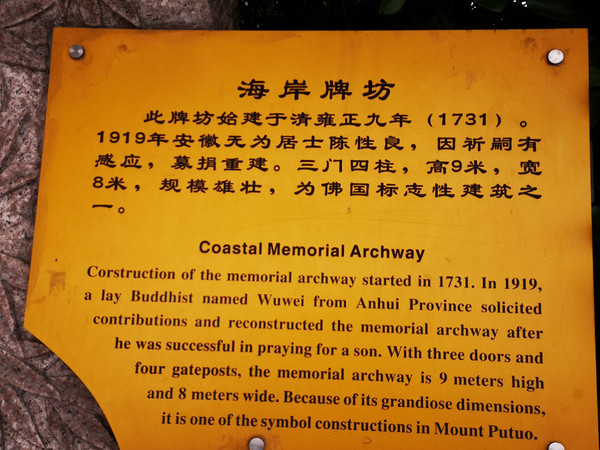 海岸牌坊
此牌坊始建于清雍正九年（1731）。
1919年安徽无为居士陈性良，因祈嗣有
感应，募捐重建。三门四柱，高9米，宽
8米，规模雄壮，为佛国标志性建筑之
一。
Coastal Memorial Archway
Corstruction of the memorial archway started in 1731. In 1919,
a lay Buddhist named Wuwei from Anhui Province solicited
contributions and reconstructed the memorial archway after
he was successful in praying for a son. With three doors and
four gateposts, the memorial archway is 9 meters high
and 8 meters wide. Because of its grandiose dimensions,
it is one of the symbol constructions in Mount Putuo.